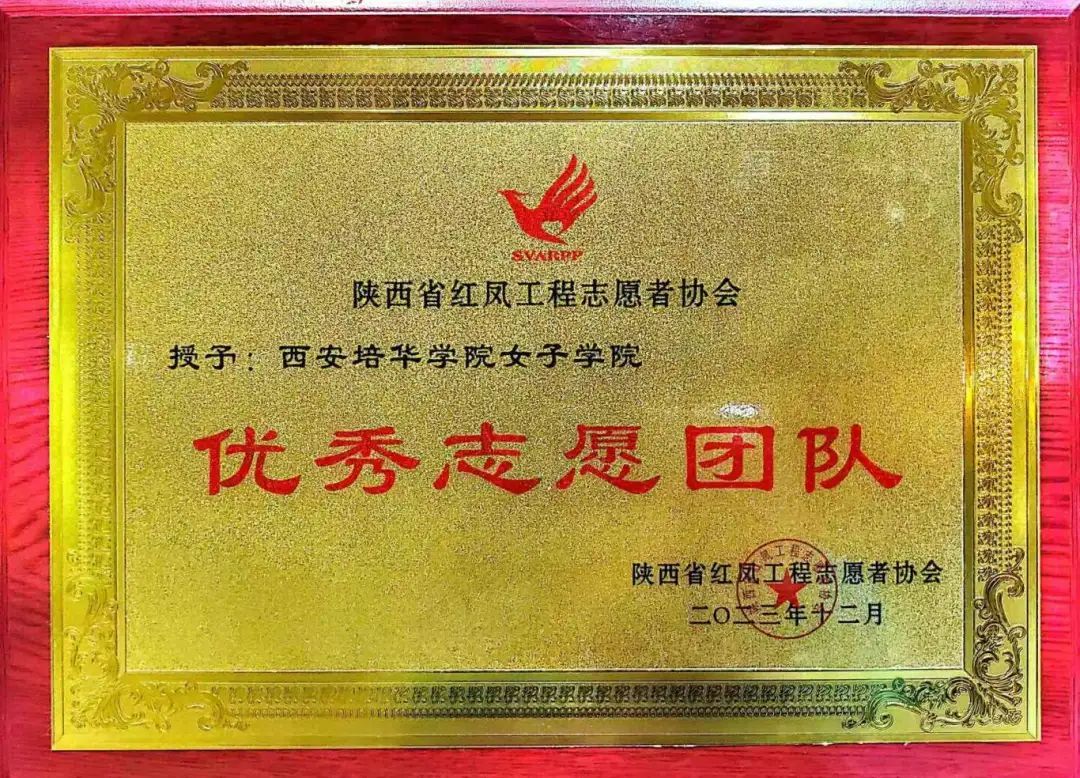 SVARPP
陕西省红凤工程志愿者协会
授予：西安培华学院女子学院
优秀志愿团队
陕西省红凤工程志愿者协会
二〇二三年十二月